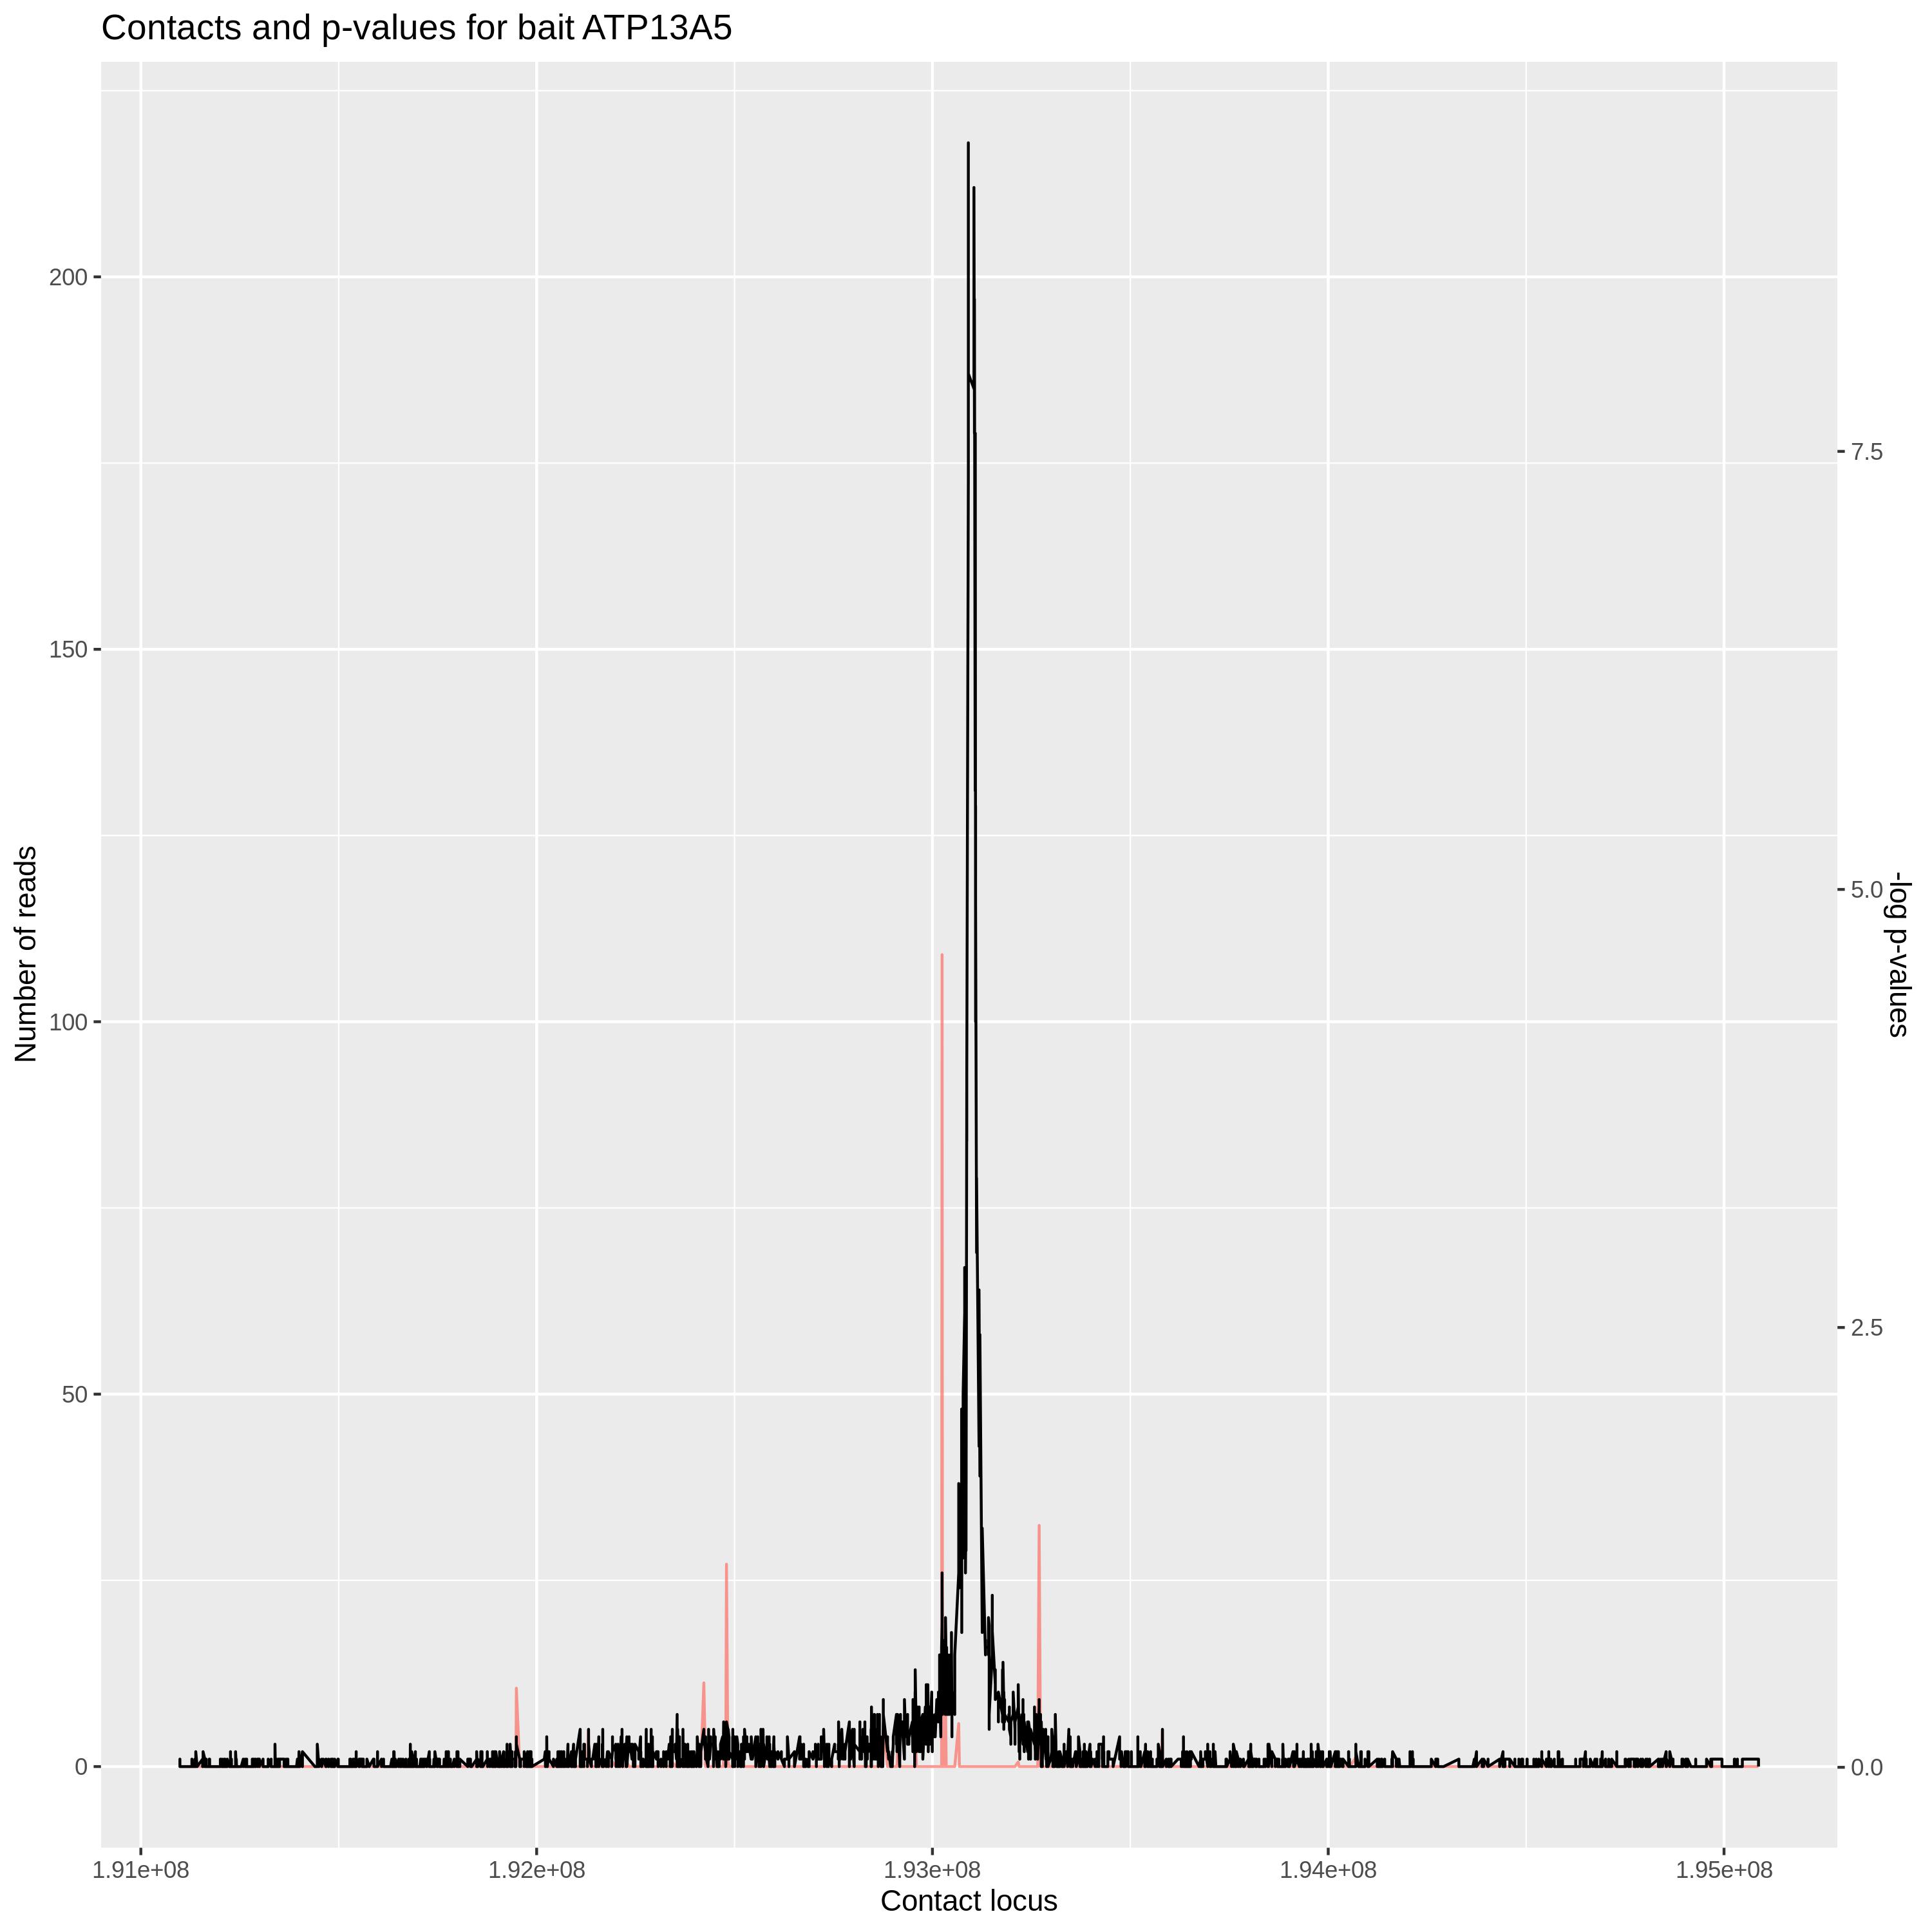 Contacts and p-values for bait ATP13A5
Number of reads
200
150
100
50
0
7.5
5.0
2.5
0.0
-log p-values
1.91e+08
1.92e+08
1.93e+08
1.94e+08
1.95e+08
Contact locus